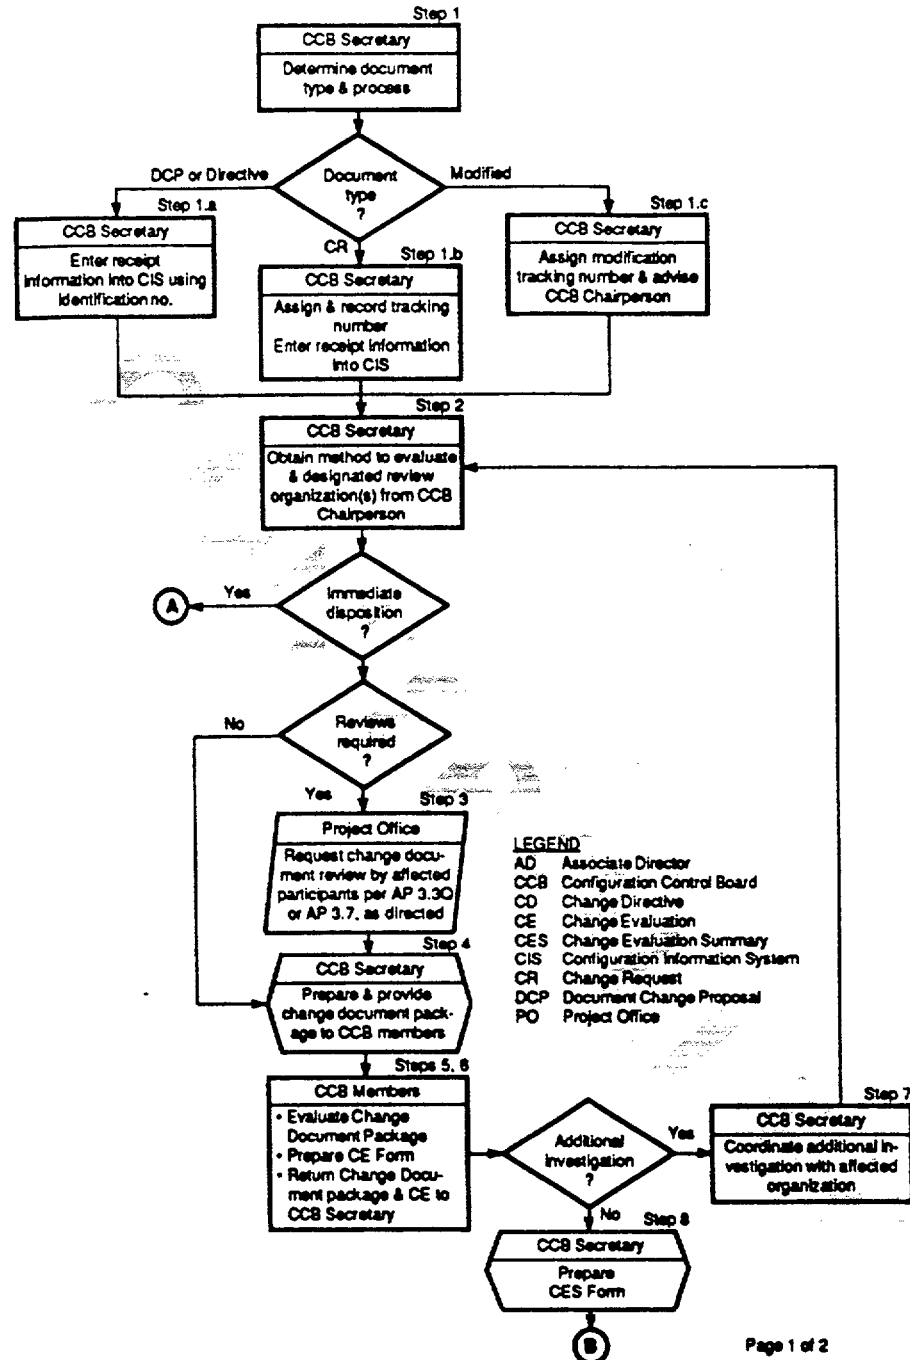 Step 1
CCB Secretary
Determine document
type & process
DCP or Directive
Document
type
?
Modified
CR
Step 1.a
CCB Secretary
Enter receipt
information into CIS using
identification no.
Step 1.b
CCB Secretary
Assign & record tracking
number
Enter receipt information
into CIS
Step 1.c
CCB Secretary
Assign modification
tracking number & advise
CCB Chairperson
Step 2
CCB Secretary
Obtain method to evaluate
& designated review
organization(s) from CCB
Chairperson
A
Yes
Immediate
disposition
?
No
Reviews
required
?
Yes
Step 3
Project Office
Request change docu-
ment review by affected
participants per AP 3.3Q
or AP 3.7, as directed
Step 4
CCB Secretary
Prepare & provide
change document pack-
age to CCB members
LEGEND
AD Associate Director
CCB Configuration Control Board
CD Change Directive
CE Change Evaluation
CES Change Evaluation Summary
CIS Configuration Information System
CR Change Request
DCP Document Change Proposal
PO Project Office
Steps 5, 6
CCB Members
• Evaluate Change
Document Package
• Prepare CE Form
• Return Change Docu-
ment package & CE to
CCB Secretary
Additional
investigation
?
Yes
No
Step 7
CCB Secretary
Coordinate additional in-
vestigation with affected
organization
Step 8
CCB Secretary
Prepare
CES Form
B
Page 1 of 2